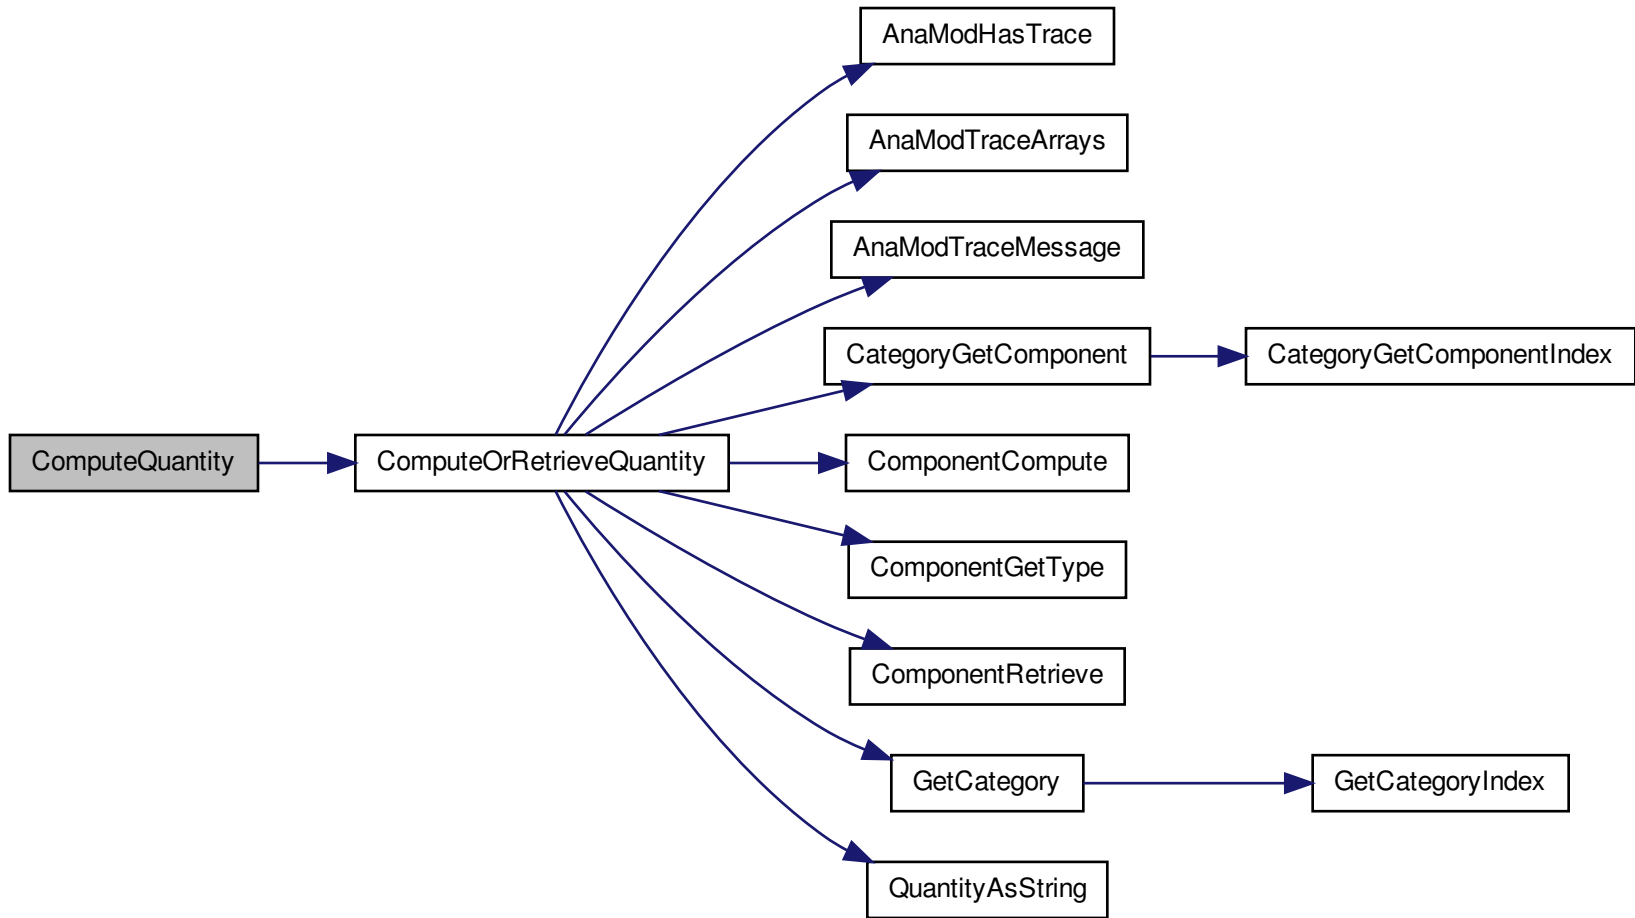 AnaModHasTrace
AnaModTraceArrays
AnaModTraceMessage
CategoryGetComponent
CategoryGetComponentIndex
ComputeQuantity
ComputeOrRetrieveQuantity
ComponentCompute
ComponentGetType
ComponentRetrieve
GetCategory
GetCategoryIndex
QuantityAsString